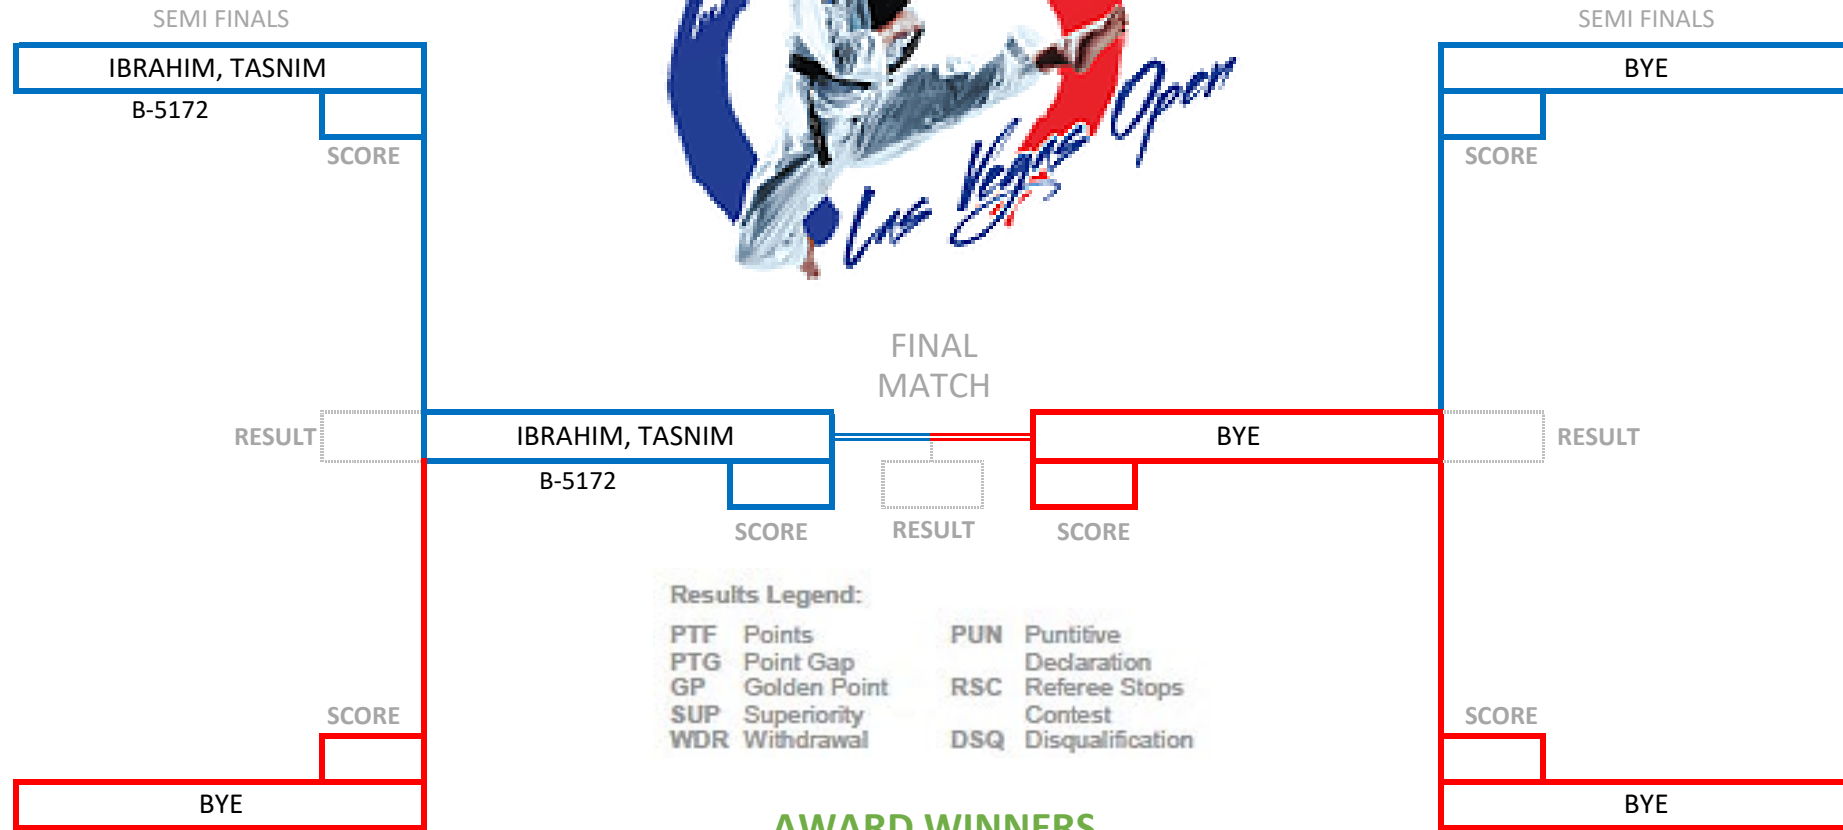 SEMI FINALS
SEMI FINALS
IBRAHIM, TASNIM
BYE
B-5172
SCORE
SCORE
Las Vegas Open
FINAL
MATCH
RESULT
IBRAHIM, TASNIM
BYE
RESULT
B-5172
SCORE
RESULT
SCORE
Results Legend:
PTF Points
PTG Point Gap
GP Golden Point
SUP Superiority
WDR Withdrawal
PUN Puntitive
Declaration
RSC Referee Stops
Contest
DSQ Disqualification
SCORE
SCORE
BYE
BYE
AWARD WINNERS